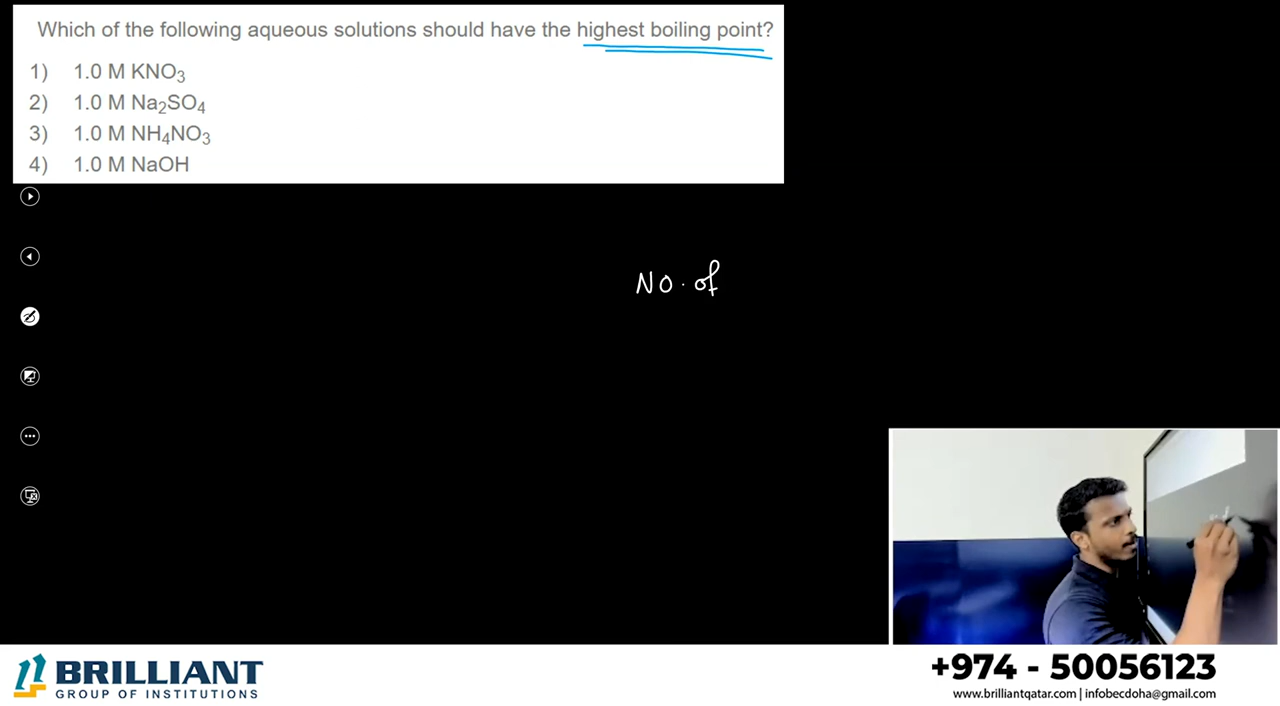 Which of the following aqueous solutions should have the highest boiling point?
1) 1.0 M KNO₃
2) 1.0 M Na₂SO₄
3) 1.0 M NH₄NO₃
4) 1.0 M NaOH
NO. of
BRILLIANT
GROUP OF INSTITUTIONS
+974 - 50056123
www.brilliantqatar.com | infobecdoha@gmail.com